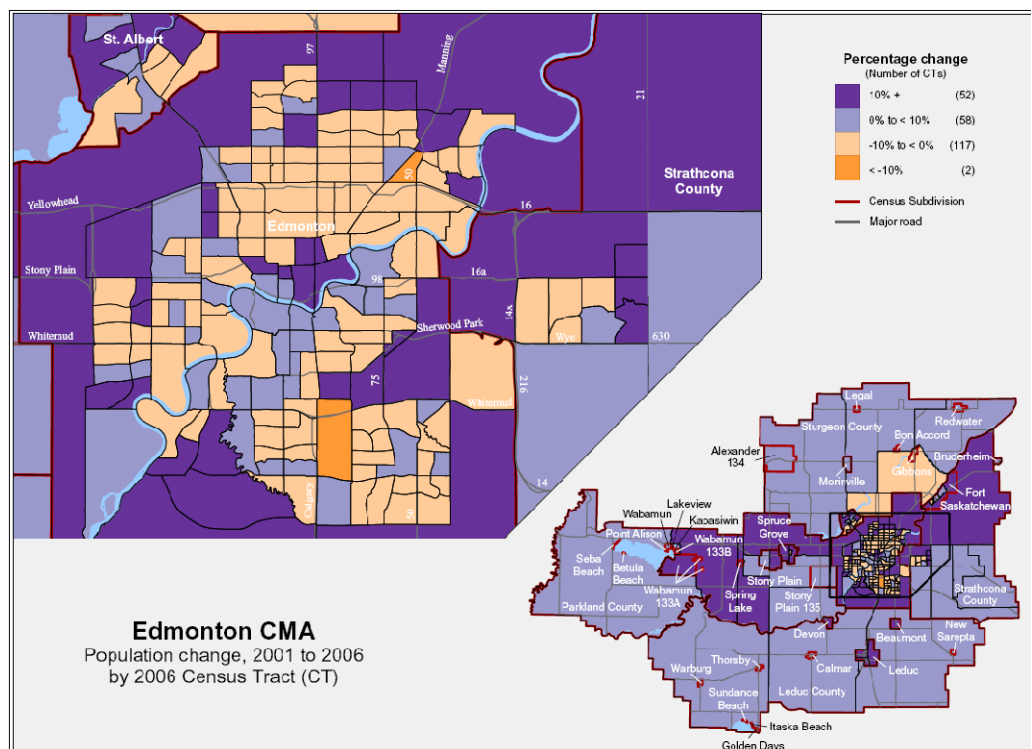 St. Albert
97
Manning
21
50
Strathcona
County
Yellowhead
16
Edmonton
Stony Plain
16a
98
14x
Sherwood Park
Whitemud
Wye
630
75
216
Whitemud
14
Calgary
50
Percentage change
(Number of CTs)
10% + (52)
0% to < 10% (58)
-10% to < 0% (117)
< -10% (2)
Census Subdivision
Major road
Edmonton CMA
Population change, 2001 to 2006
by 2006 Census Tract (CT)
Legal
Redwater
Sturgeon County
Bon Accord
Alexander
134
Bruderheim
Gibbons
Morinville
Fort
Saskatchewan
Lakeview
Wabamun
Kapasiwin
Point Alison
Spruce
Grove
Wabamun
133B
Seba
Beach
Betula
Beach
Stony Plain
Strathcona
County
Wabamun
133A
Spring
Lake
Stony
Plain 135
Parkland County
Devon
Beaumont
New
Sarepta
Thorsby
Calmar
Leduc
Warburg
Leduc County
Sundance
Beach
Itaska Beach
Golden Days